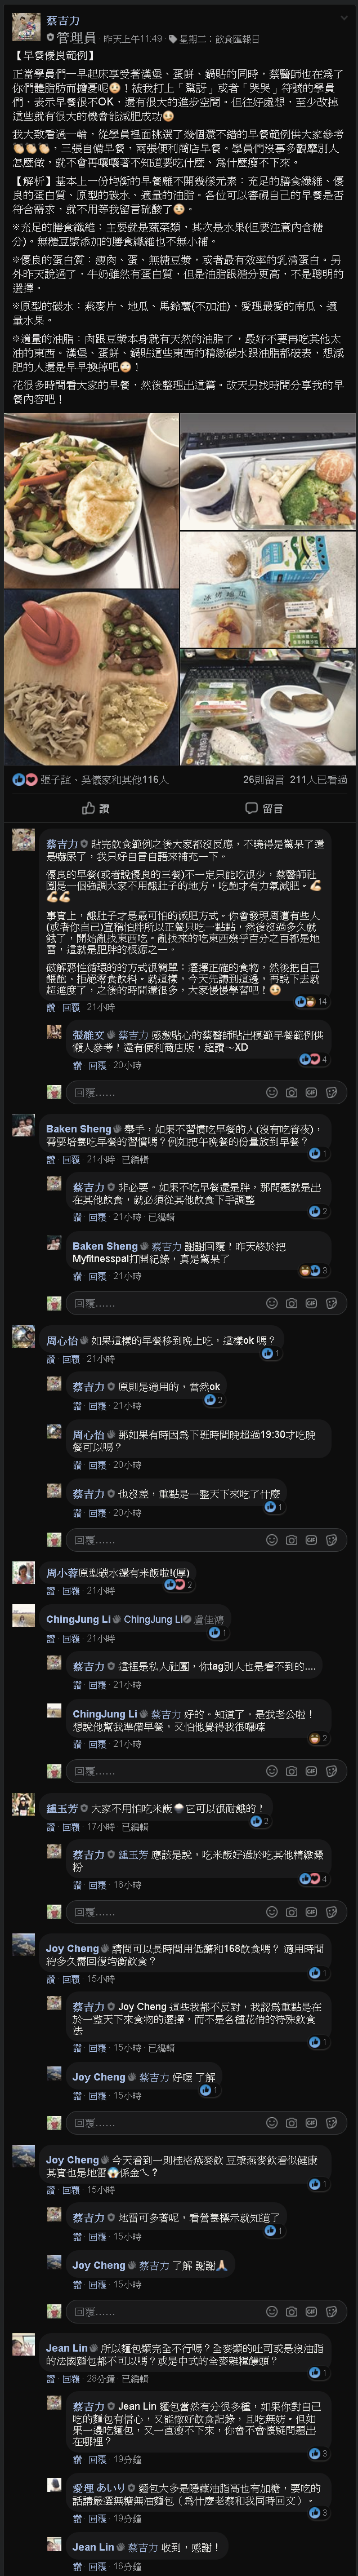 蔡吉力
管理員 · 昨天上午11:49 · 星期二：飲食匯報日
【早餐優良範例】
正當學員們一早起床享受著漢堡、蛋餅、鍋貼的同時，蔡醫師也在爲了
你們體脂肪而擔憂呢😢！被我打上「驚訝」或者「哭哭」符號的學員
們，表示早餐很不OK，還有很大的進步空間。但往好處想，至少改掉
這些就有很大的機會能減肥成功😏
我大致看過一輪，從學員裡面挑選了幾個還不錯的早餐範例供大家參考
👏👏👏，三張自備早餐，兩張便利商店早餐。學員們沒事多觀摩別人
怎麼做，就不會再嚷嚷著不知道要吃什麼、爲什麼瘦不下來。
【解析】基本上一份均衡的早餐離不開幾樣元素：充足的膳食纖維、優
良的蛋白質、原型的碳水、適量的油脂。各位可以審視自己的早餐是否
符合需求，就不用等我留言硫酸了😏。
※充足的膳食纖維：主要就是蔬菜類，其次是水果(但要注意內含糖
分)。無糖豆漿添加的膳食纖維也不無小補。
※優良的蛋白質：瘦肉、蛋、無糖豆漿，或者最有效率的乳清蛋白。另
外昨天說過了，牛奶雖然有蛋白質，但是油脂跟糖分更高，不是聰明的
選擇。
※原型的碳水：燕麥片、地瓜、馬鈴薯(不加油)，愛理最愛的南瓜、適
量水果。
※適量的油脂：肉跟豆漿本身就有天然的油脂了，最好不要再吃其他太
油的東西。漢堡、蛋餅、鍋貼這些東西的精緻碳水跟油脂都破表，想減
肥的人還是早早換掉吧🙄！
花很多時間看大家的早餐，然後整理出這篇。改天另找時間分享我的早
餐內容吧！
張子誼、吳儀家和其他116人
26則留言 211人已看過
讚
留言
蔡吉力 貼完飲食範例之後大家都沒反應，不曉得是驚呆了還
是嚇尿了，我只好自言自語來補充一下。
優良的早餐(或者說優良的三餐)不一定只能吃很少，蔡醫師社
團是一個強調大家不用餓肚子的地方，吃飽才有力氣減肥。💪
💪💪
事實上，餓肚子才是最可怕的減肥方式。你會發現周遭有些人
(或者你自己)宣稱怕胖所以正餐只吃一點點，然後沒過多久就
餓了，開始亂找東西吃。亂找來的吃東西幾乎百分之百都是地
雷，這就是肥胖的根源之一。
破解惡性循環的的方式很簡單：選擇正確的食物，然後把自己
餵飽、拒絕零食飲料。就這樣，今天先講到這邊，再說下去就
超進度了，之後的時間還很多，大家慢慢學習吧！😉
14
讚 · 回覆 · 21小時
張維文 蔡吉力 感激貼心的蔡醫師貼出模範早餐範例供
懶人參考！還有便利商店版，超讚～XD
4
讚 · 回覆 · 20小時
回覆……
Baken Sheng 舉手，如果不習慣吃早餐的人(沒有吃宵夜)，
需要培養吃早餐的習慣嗎？例如把午晚餐的份量放到早餐？
1
讚 · 回覆 · 21小時 · 已編輯
蔡吉力 非必要。如果不吃早餐還是胖，那問題就是出
在其他飲食，就必須從其他飲食下手調整
2
讚 · 回覆 · 21小時 · 已編輯
Baken Sheng 蔡吉力 謝謝回覆！昨天終於把
Myfitnesspal打開紀錄，真是驚呆了
3
讚 · 回覆 · 21小時
回覆……
周心怡 如果這樣的早餐移到晚上吃，這樣ok 嗎？
1
讚 · 回覆 · 21小時
蔡吉力 原則是通用的，當然ok
2
讚 · 回覆 · 21小時
周心怡 那如果有時因爲下班時間晚超過19:30才吃晚
餐可以嗎？
讚 · 回覆 · 20小時
蔡吉力 也沒差，重點是一整天下來吃了什麼
1
讚 · 回覆 · 20小時
回覆……
周小蓉原型碳水還有米飯啦!(厚)
2
讚 · 回覆 · 21小時
ChingJung Li ChingJung Li 盧佳鴻
1
讚 · 回覆 · 21小時
蔡吉力 這裡是私人社團，你tag別人也是看不到的....
讚 · 回覆 · 21小時
ChingJung Li 蔡吉力 好的。知道了。是我老公啦！
想說他幫我準備早餐，又怕他覺得我很囉嗦
2
讚 · 回覆 · 21小時
回覆……
鍾玉芳 大家不用怕吃米飯🍚它可以很耐餓的！
2
讚 · 回覆 · 17小時 · 已編輯
蔡吉力 鍾玉芳 應該是說，吃米飯好過於吃其他精緻澱
粉
4
讚 · 回覆 · 16小時
回覆……
Joy Cheng 請問可以長時間用低醣和168飲食嗎？ 適用時間
約多久需回復均衡飲食？
1
讚 · 回覆 · 15小時
蔡吉力 Joy Cheng 這些我都不反對，我認爲重點是在
於一整天下來食物的選擇，而不是各種花俏的特殊飲食
法
1
讚 · 回覆 · 15小時 · 已編輯
Joy Cheng 蔡吉力 好喔 了解
1
讚 · 回覆 · 15小時
回覆……
Joy Cheng 今天看到一則桂格燕麥飲 豆漿燕麥飲看似健康
其實也是地雷😱係金ㄟ？
1
讚 · 回覆 · 15小時
蔡吉力 地雷可多著呢，看營養標示就知道了
1
讚 · 回覆 · 15小時
Joy Cheng 蔡吉力 了解 謝謝🙏
讚 · 回覆 · 15小時
回覆……
Jean Lin 所以麵包類完全不行嗎？全麥類的吐司或是沒油脂
的法國麵包都不可以嗎？或是中式的全麥雜糧饅頭？
1
讚 · 回覆 · 28分鐘 · 已編輯
蔡吉力 Jean Lin 麵包當然有分很多種，如果你對自己
吃的麵包有信心，又能做好飲食記錄，且吃無妨。但如
果一邊吃麵包，又一直瘦不下來，你會不會懷疑問題出
在哪裡？
3
讚 · 回覆 · 19分鐘
愛理 あいり 麵包大多是隱藏油脂高也有加糖，要吃的
話請嚴選無糖無油麵包（爲什麼老蔡和我同時回文）。
3
讚 · 回覆 · 19分鐘
Jean Lin 蔡吉力 收到，感謝！
讚 · 回覆 · 16分鐘